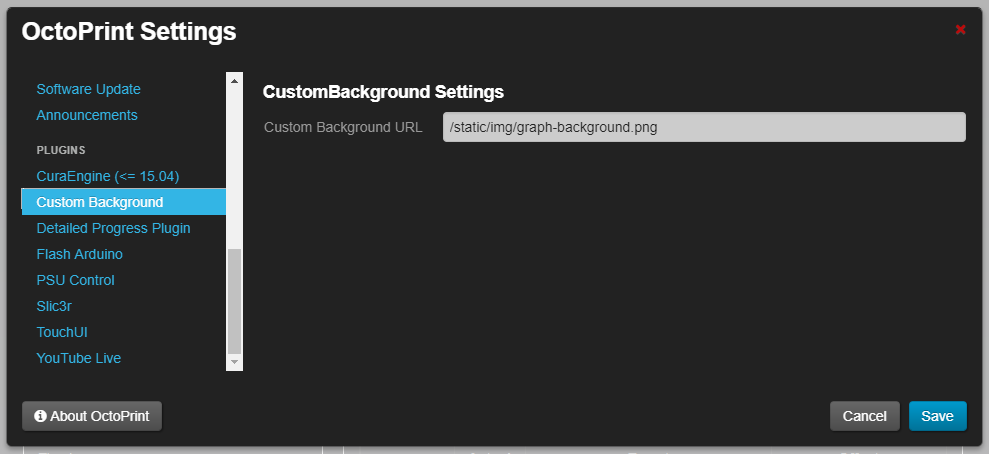 OctoPrint Settings
Software Update
Announcements
PLUGINS
CuraEngine (<= 15.04)
Custom Background
Detailed Progress Plugin
Flash Arduino
PSU Control
Slic3r
TouchUI
YouTube Live
CustomBackground Settings
Custom Background URL /static/img/graph-background.png
About OctoPrint
Cancel
Save